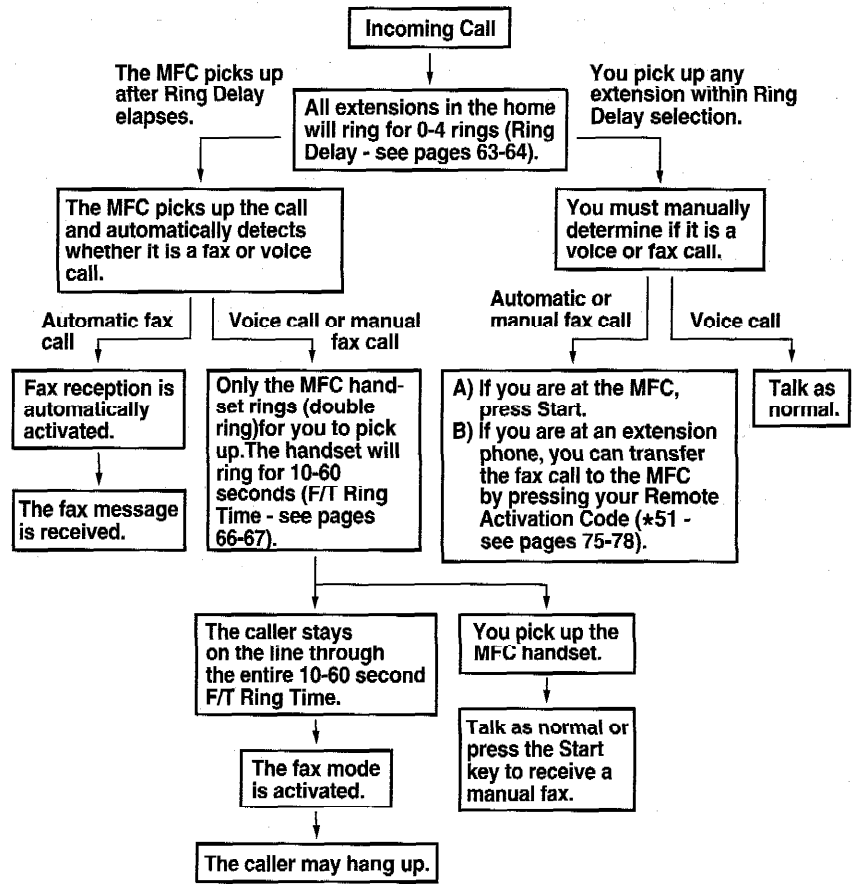 Incoming Call
The MFC picks up
after Ring Delay
elapses.
You pick up any
extension within Ring
Delay selection.
All extensions in the home
will ring for 0-4 rings (Ring
Delay - see pages 63-64).
The MFC picks up the call
and automatically detects
whether it is a fax or voice
call.
You must manually
determine if it is a
voice or fax call.
Automatic fax
call
Voice call or manual
fax call
Automatic or
manual fax call
Voice call
Fax reception is
automatically
activated.
Only the MFC hand-
set rings (double
ring)for you to pick
up.The handset will
ring for 10-60
seconds (F/T Ring
Time - see pages
66-67).
A) If you are at the MFC,
press Start.
B) If you are at an extension
phone, you can transfer
the fax call to the MFC
by pressing your Remote
Activation Code (*51 -
see pages 75-78).
Talk as
normal.
The fax message
is received.
The caller stays
on the line through
the entire 10-60 second
F/T Ring Time.
You pick up the
MFC handset.
The fax mode
is activated.
Talk as normal or
press the Start
key to receive a
manual fax.
The caller may hang up.